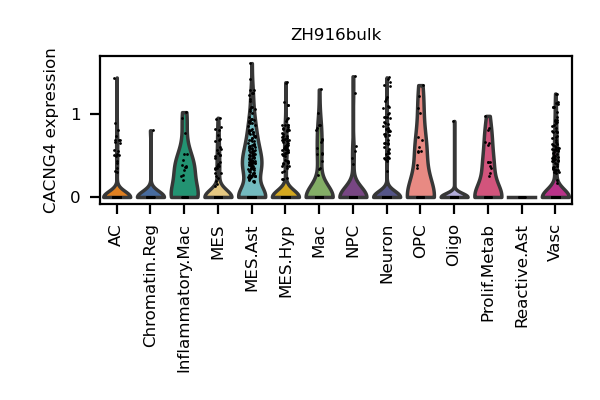 ZH916bulk
CACNG4 expression
1
0
AC
Chromatin.Reg
Inflammatory.Mac
MES
MES.Ast
MES.Hyp
Mac
NPC
Neuron
OPC
Oligo
Prolif.Metab
Reactive.Ast
Vasc